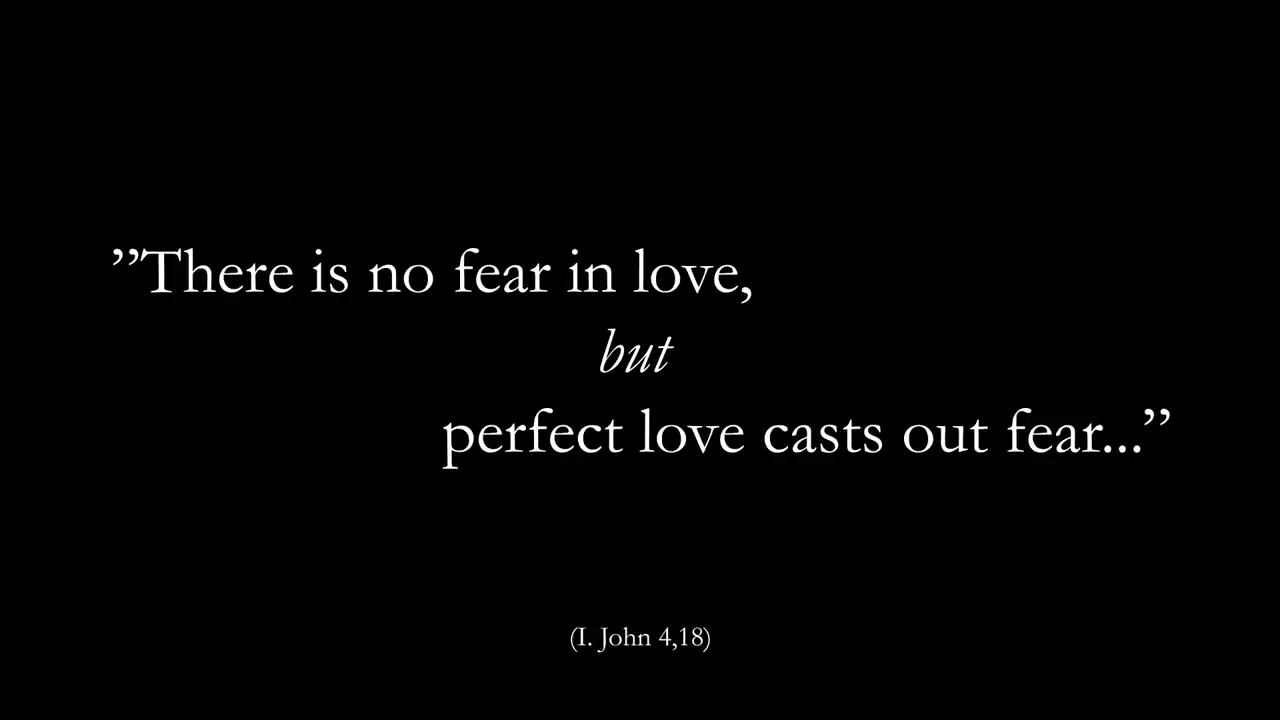 ”There is no fear in love,
but
perfect love casts out fear...”
(I. John 4,18)